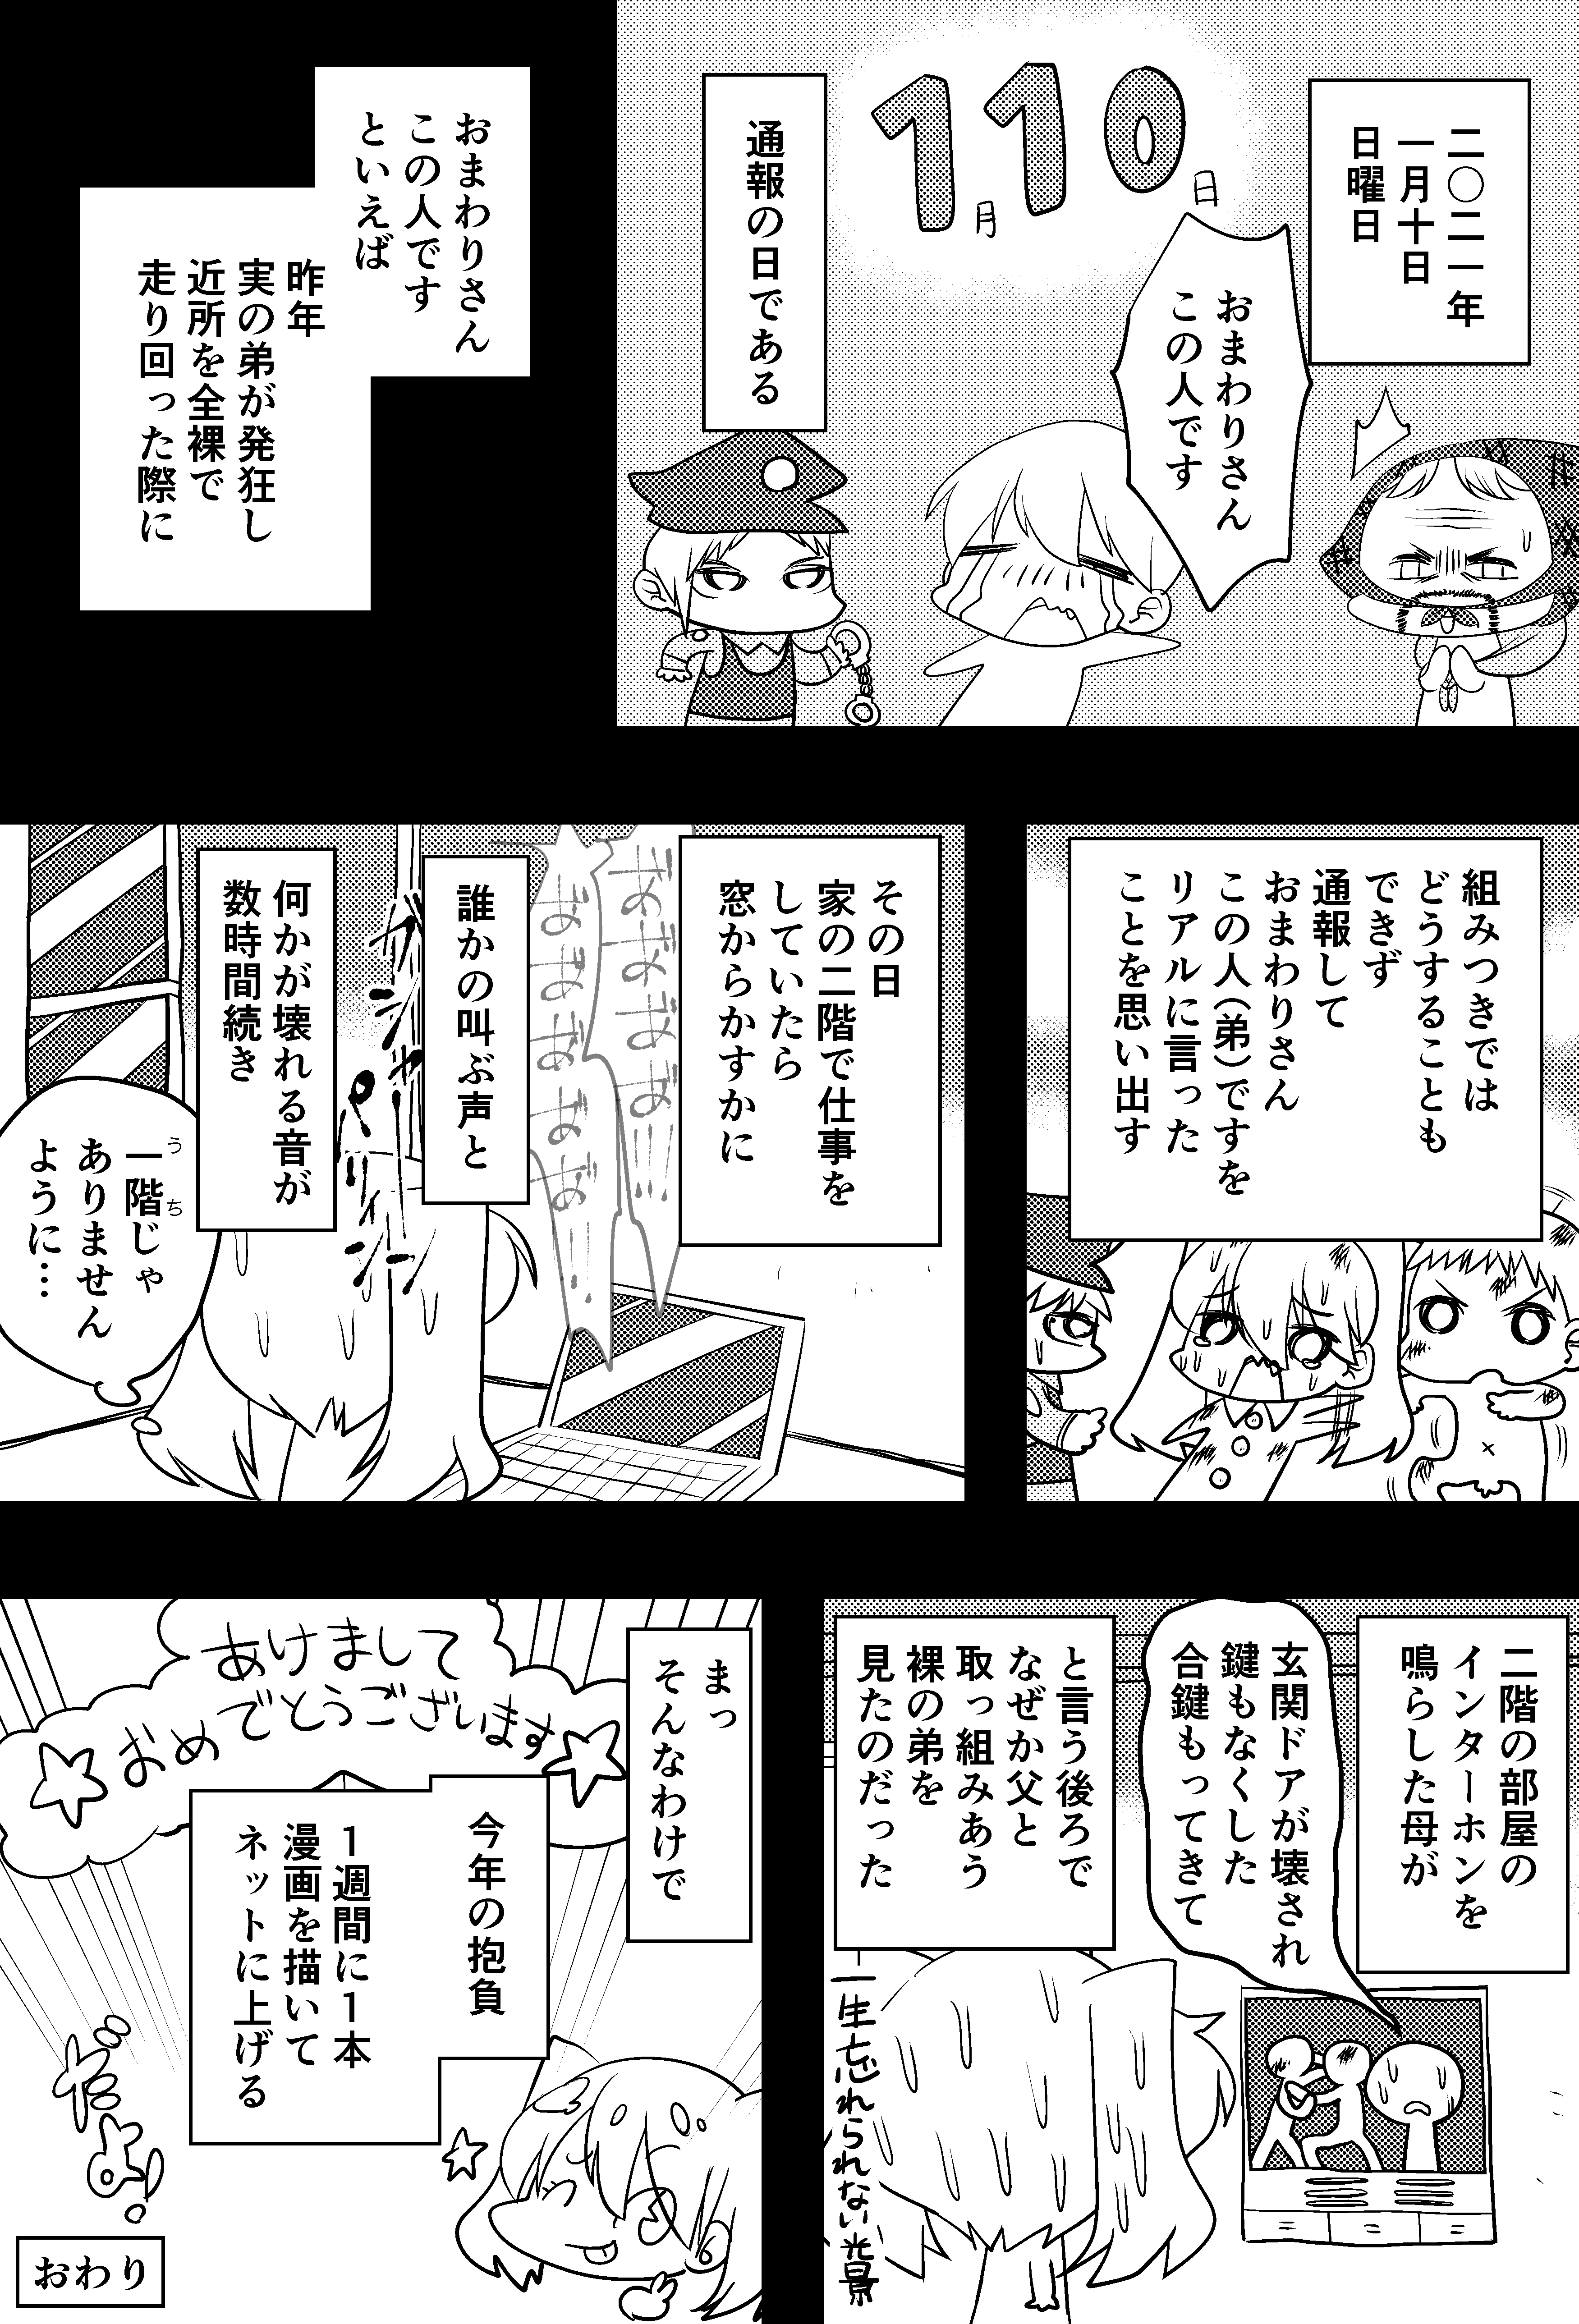 二〇二一年
一月十日
日曜日
110
月
日
おまわりさん
この人です
通報の日である
おまわりさん
この人です
といえば
昨年
実の弟が発狂し
近所を全裸で
走り回った際に
組みつきでは
どうすることも
できず
通報して
おまわりさん
この人（弟）ですを
リアルに言った
ことを思い出す
その日
家の二階で仕事を
していたら
窓からかすかに
誰かの叫ぶ声と
ガシャ
パリィンーン
何かが壊れる音が
数時間続き
一階じゃ
うち
ありません
ように…
二階の部屋の
インターホンを
鳴らした母が
玄関ドアが壊され
鍵もなくした
合鍵もってきて
と言う後ろで
なぜか父と
取っ組みあう
裸の弟を
見たのだった
一生忘れられない光景
まっ
そんなわけで
あけまして
おめでとうございます
今年の抱負
1週間に1本
漫画を描いて
ネットに上げる
だよ!。
おわり